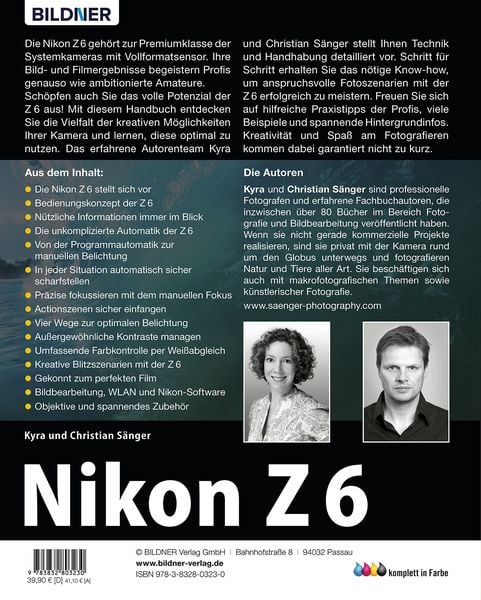 BILDNER
Die Nikon Z 6 gehört zur Premiumklasse der
Systemkameras mit Vollformatsensor. Ihre
Bild- und Filmergebnisse begeistern Profis
genauso wie ambitionierte Amateure.
Schöpfen auch Sie das volle Potenzial der
Z 6 aus! Mit diesem Handbuch entdecken
Sie die Vielfalt der kreativen Möglichkeiten
Ihrer Kamera und lernen, diese optimal zu
nutzen. Das erfahrene Autorenteam Kyra
und Christian Sänger stellt Ihnen Technik
und Handhabung detailliert vor. Schritt für
Schritt erhalten Sie das nötige Know-how,
um anspruchsvolle Fotoszenarien mit der
Z 6 erfolgreich zu meistern. Freuen Sie sich
auf hilfreiche Praxistipps der Profis, viele
Beispiele und spannende Hintergrundinfos.
Kreativität und Spaß am Fotografieren
kommen dabei garantiert nicht zu kurz.
Aus dem Inhalt:
Die Nikon Z 6 stellt sich vor
Bedienungskonzept der Z 6
Nützliche Informationen immer im Blick
Die unkomplizierte Automatik der Z 6
Von der Programmautomatik zur
manuellen Belichtung
In jeder Situation automatisch sicher
scharfstellen
Präzise fokussieren mit dem manuellen Fokus
Actionszenen sicher einfangen
Vier Wege zur optimalen Belichtung
Außergewöhnliche Kontraste managen
Umfassende Farbkontrolle per Weißabgleich
Kreative Blitzszenarien mit der Z 6
Gekonnt zum perfekten Film
Bildbearbeitung, WLAN und Nikon-Software
Objektive und spannendes Zubehör
Die Autoren
Kyra und Christian Sänger sind professionelle
Fotografen und erfahrene Fachbuchautoren, die
inzwischen über 80 Bücher im Bereich Foto-
grafie und Bildbearbeitung veröffentlicht haben.
Wenn sie nicht gerade kommerzielle Projekte
realisieren, sind sie privat mit der Kamera rund
um den Globus unterwegs und fotografieren
Natur und Tiere aller Art. Sie beschäftigen sich
auch mit makrofotografischen Themen sowie
künstlerischer Fotografie.
www.saenger-photography.com
Kyra und Christian Sänger
Nikon Z 6
9 783832 803230
39,90 € [D] 41,10 € [A]
© BILDNER Verlag GmbH | Bahnhofstraße 8 | 94032 Passau
www.bildner-verlag.de
ISBN 978-3-8328-0323-0
komplett in Farbe